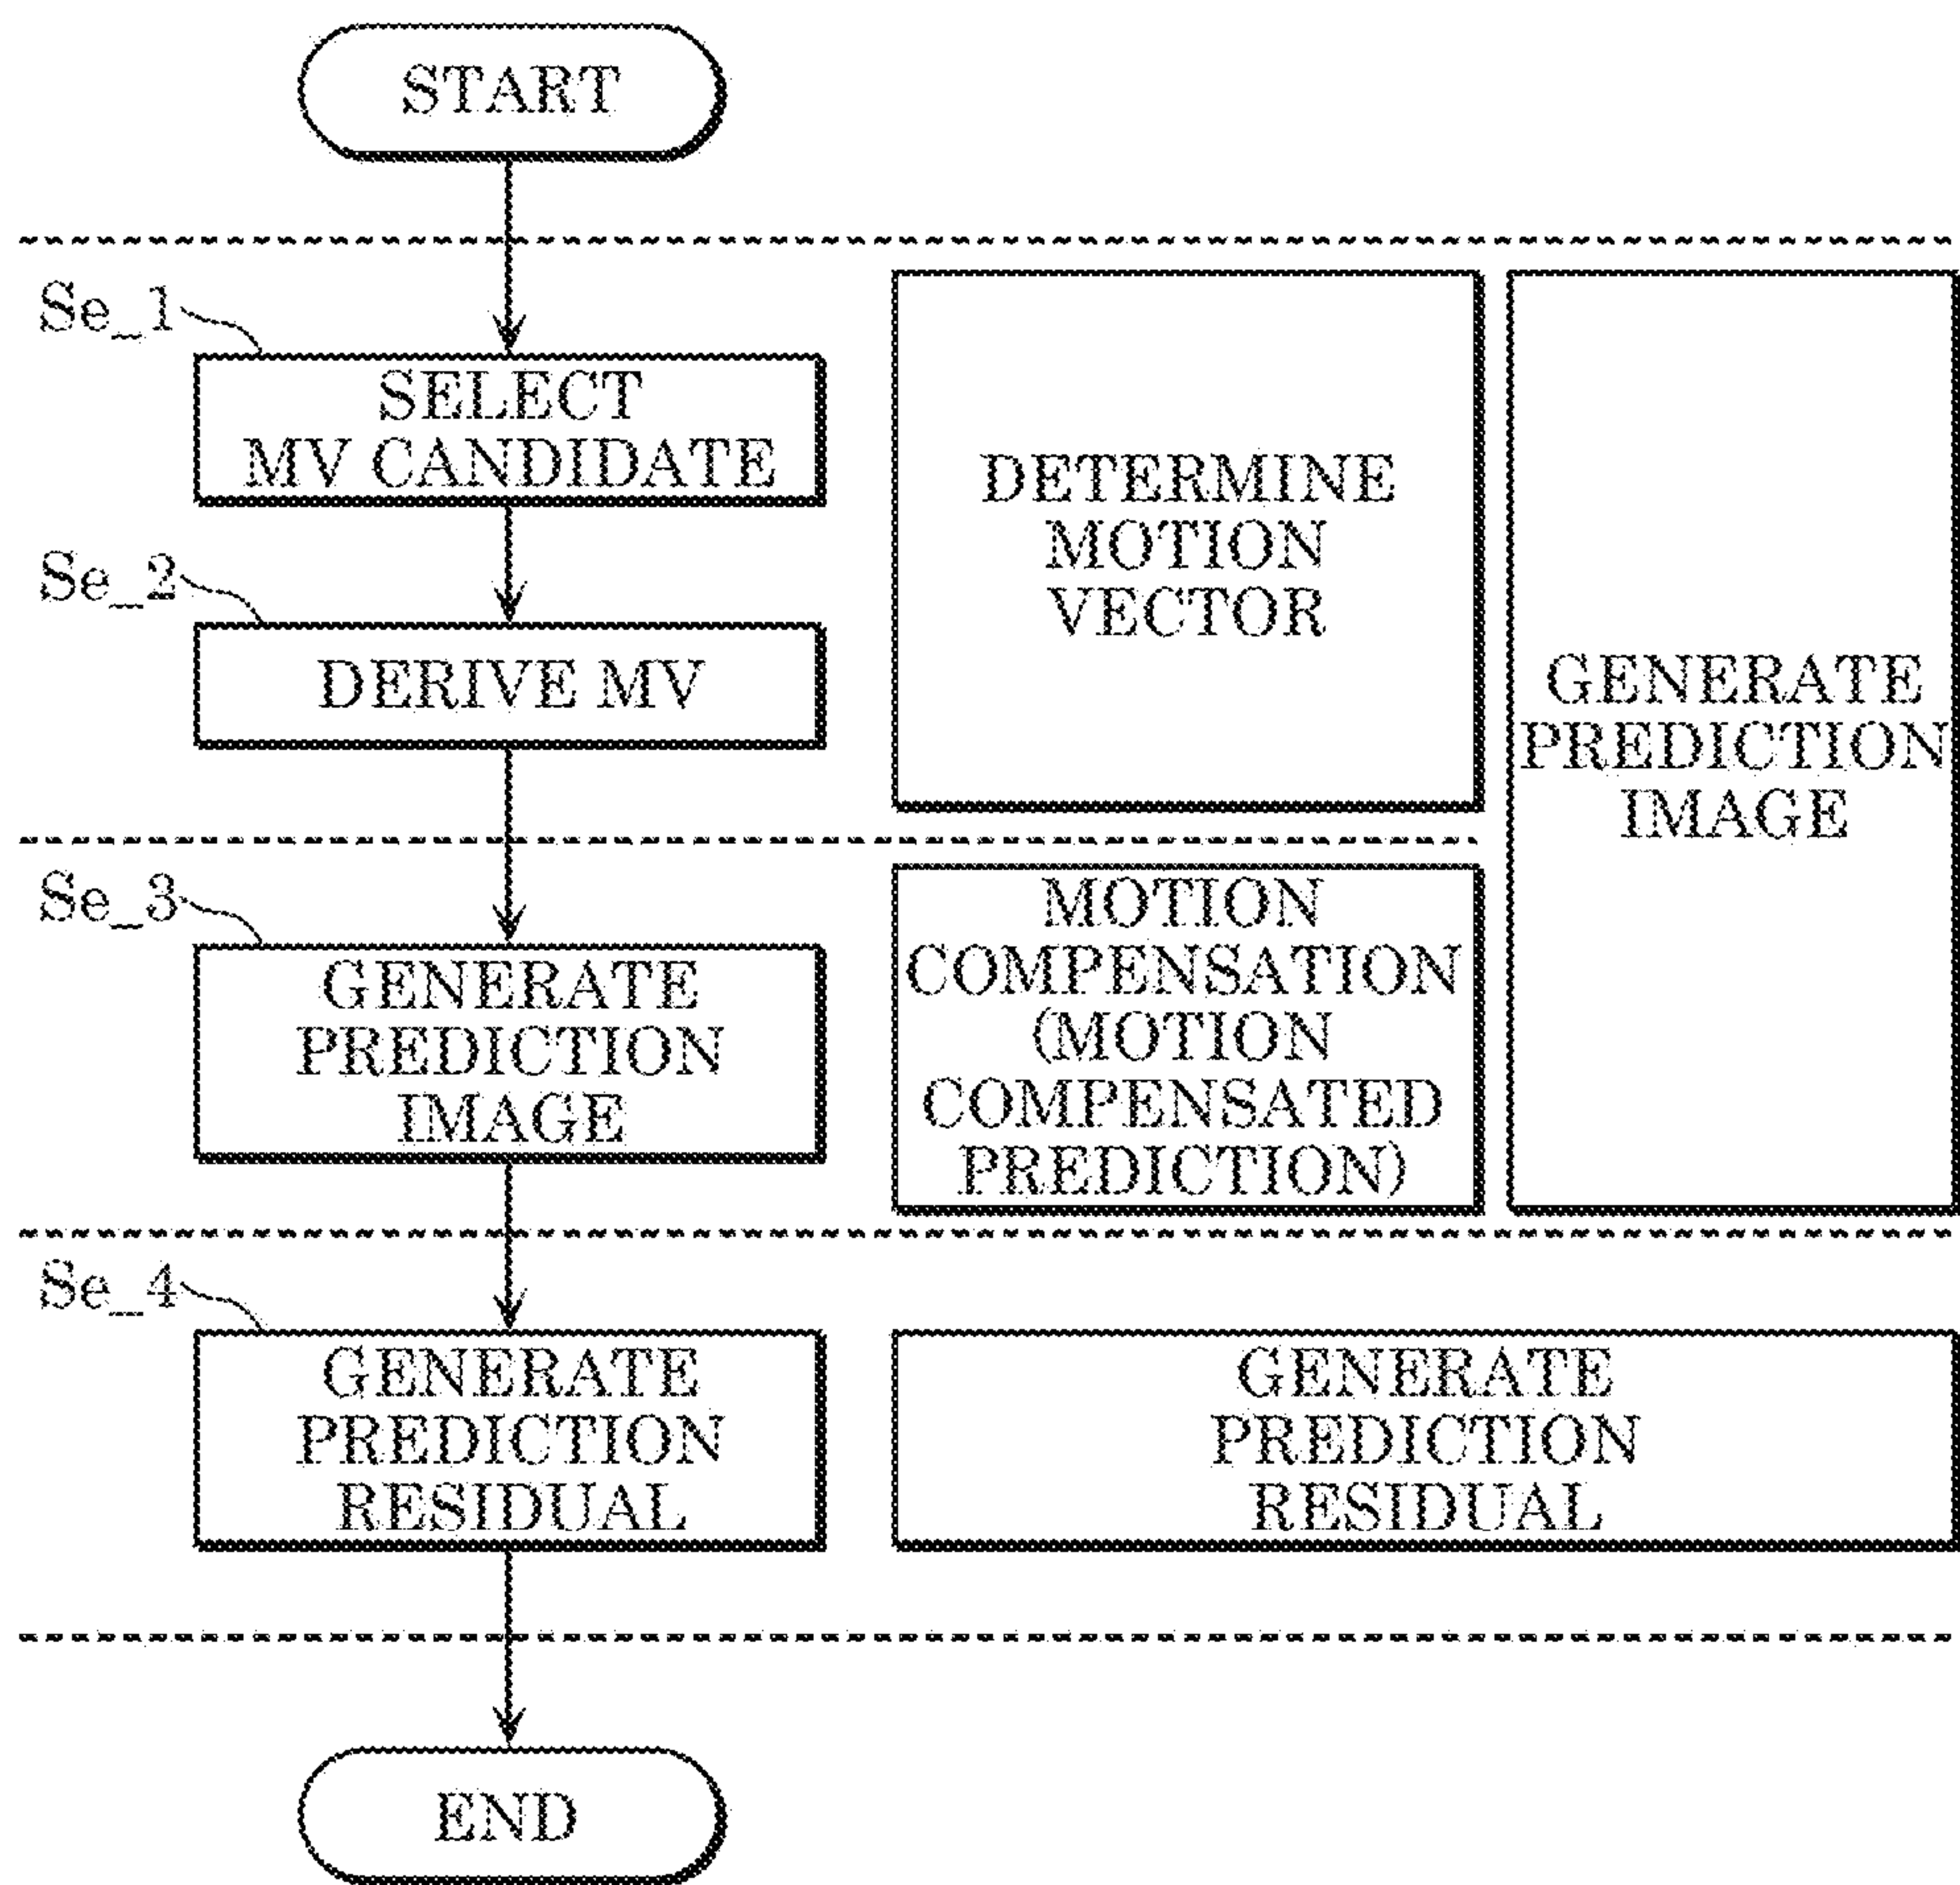 START
Se_1
SELECT
MV CANDIDATE
Se_2
DERIVE MV
DETERMINE
MOTION
VECTOR
GENERATE
PREDICTION
IMAGE
Se_3
GENERATE
PREDICTION
IMAGE
MOTION
COMPENSATION
(MOTION
COMPENSATED
PREDICTION)
Se_4
GENERATE
PREDICTION
RESIDUAL
GENERATE
PREDICTION
RESIDUAL
END